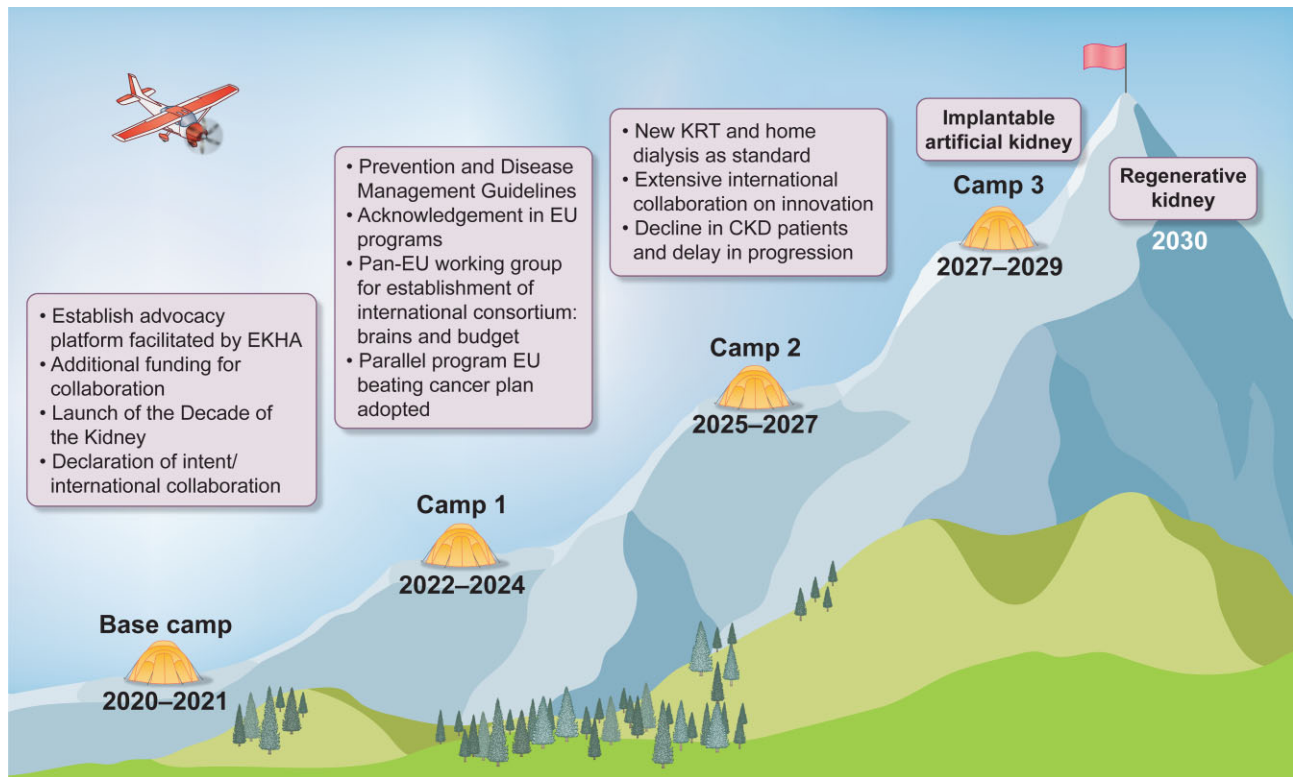 • Establish advocacy
platform facilitated by EKHA
• Additional funding for
collaboration
• Launch of the Decade of
the Kidney
• Declaration of intent/
international collaboration
Base camp
2020–2021
• Prevention and Disease
Management Guidelines
• Acknowledgement in EU
programs
• Pan-EU working group
for establishment of
international consortium:
brains and budget
• Parallel program EU
beating cancer plan
adopted
Camp 1
2022–2024
• New KRT and home
dialysis as standard
• Extensive international
collaboration on innovation
• Decline in CKD patients
and delay in progression
Camp 2
2025–2027
Implantable
artificial kidney
Camp 3
2027–2029
Regenerative
kidney
2030